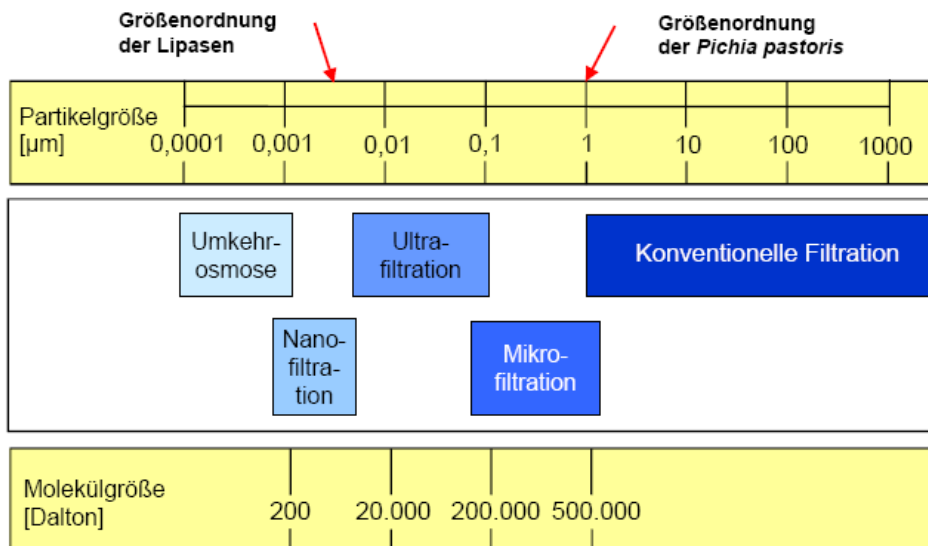 Größenordnung
der Lipasen
Größenordnung
der Pichia pastoris
Partikelgröße
[µm]
0,0001 0,001 0,01 0,1 1 10 100 1000
Umkehr-
osmose
Ultra-
filtration
Konventionelle Filtration
Nano-
filtra-
tion
Mikro-
filtration
Molekülgröße
[Dalton]
200 20.000 200.000 500.000